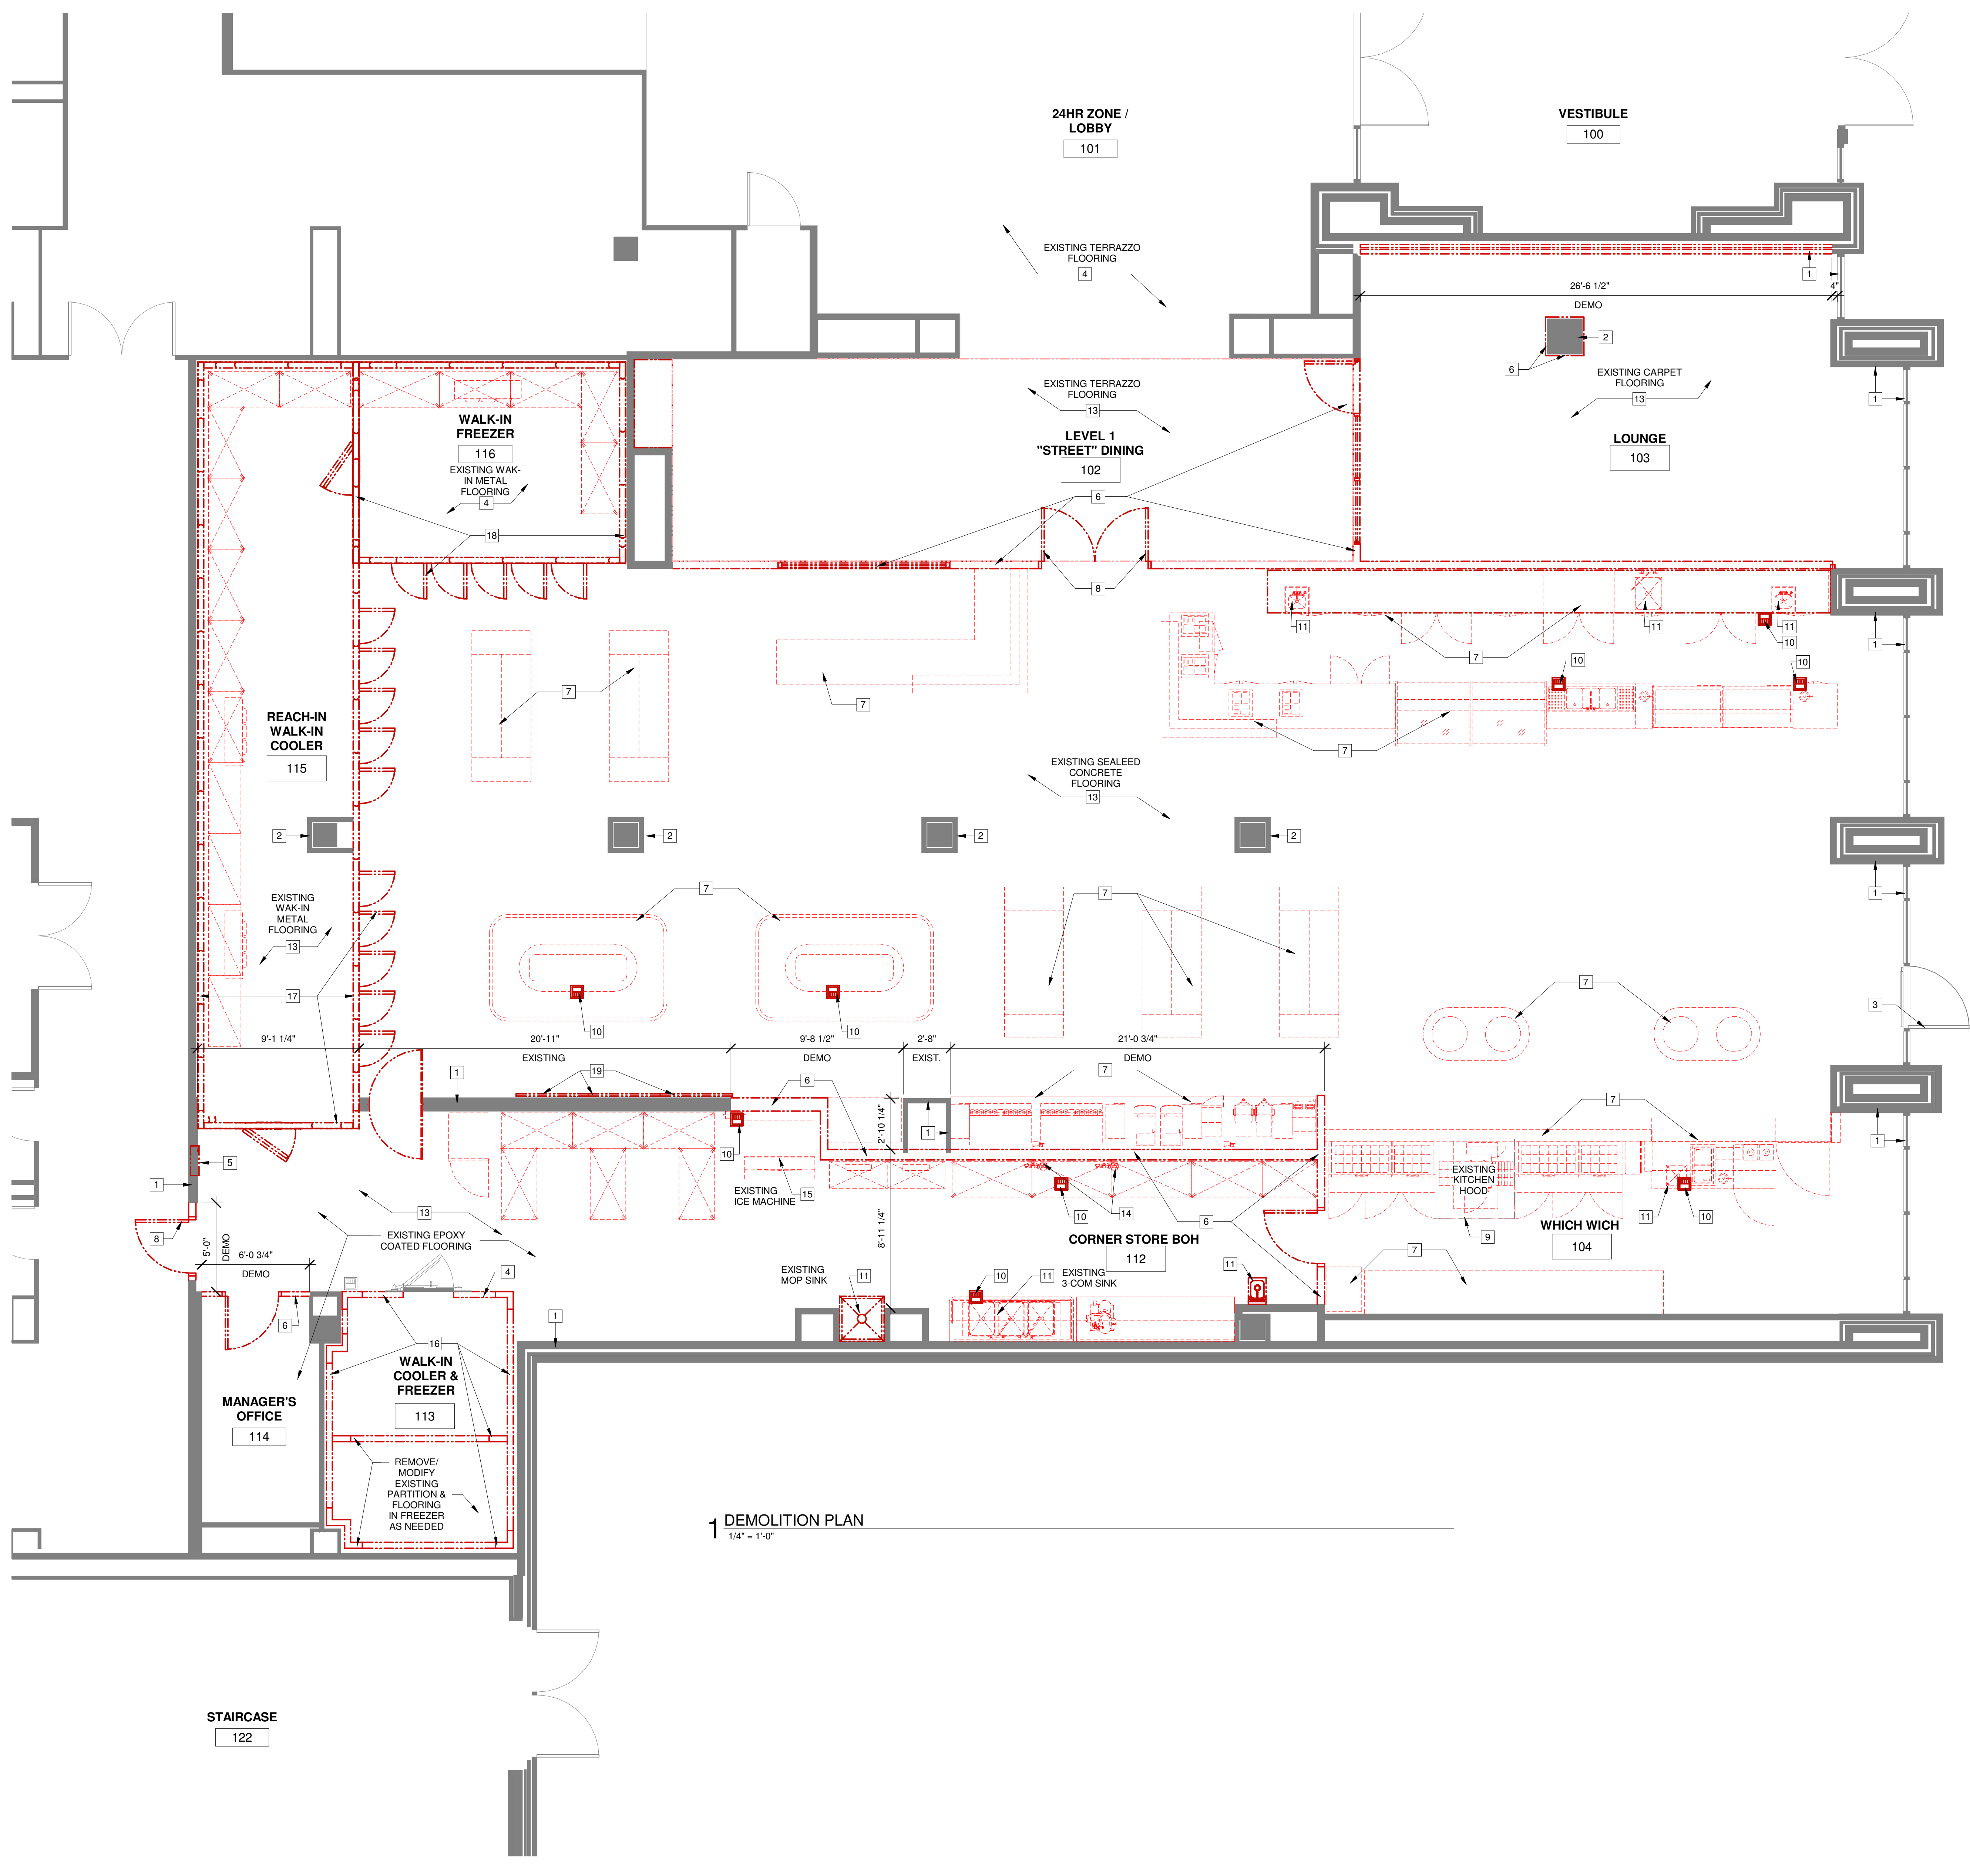 24HR ZONE /
LOBBY
101
VESTIBULE
100
EXISTING TERRAZZO
FLOORING
4
1
26'-6 1/2"
4"
DEMO
2
6
EXISTING CARPET
FLOORING
13
1
LOUNGE
103
EXISTING TERRAZZO
FLOORING
13
LEVEL 1
"STREET" DINING
102
6
8
WALK-IN
FREEZER
116
EXISTING WAK-
IN METAL
FLOORING
4
18
11
11
11
10
1
7
10
10
7
7
7
7
REACH-IN
WALK-IN
COOLER
115
EXISTING SEALEED
CONCRETE
FLOORING
13
2
2
2
2
7
7
1
EXISTING
WAK-IN
METAL
FLOORING
13
17
10
10
7
3
9'-1 1/4"
20'-11"
EXISTING
9'-8 1/2"
DEMO
2'-8"
EXIST.
21'-0 3/4"
DEMO
1
19
6
7
7
2'-10 1/4"
1
1
10
5
1
EXISTING
ICE MACHINE
15
EXISTING
KITCHEN
HOOD
10
14
11
10
13
6
8'-11 1/4"
8
5'-0"
DEMO
EXISTING EPOXY
COATED FLOORING
CORNER STORE BOH
112
9
WHICH WICH
104
7
6'-0 3/4"
DEMO
4
EXISTING
MOP SINK
11
10
11
EXISTING
3-COM SINK
11
6
1
16
WALK-IN
COOLER &
FREEZER
113
MANAGER'S
OFFICE
114
REMOVE/
MODIFY
EXISTING
PARTITION &
FLOORING
IN FREEZER
AS NEEDED
1 DEMOLITION PLAN
1/4" = 1'-0"
STAIRCASE
122